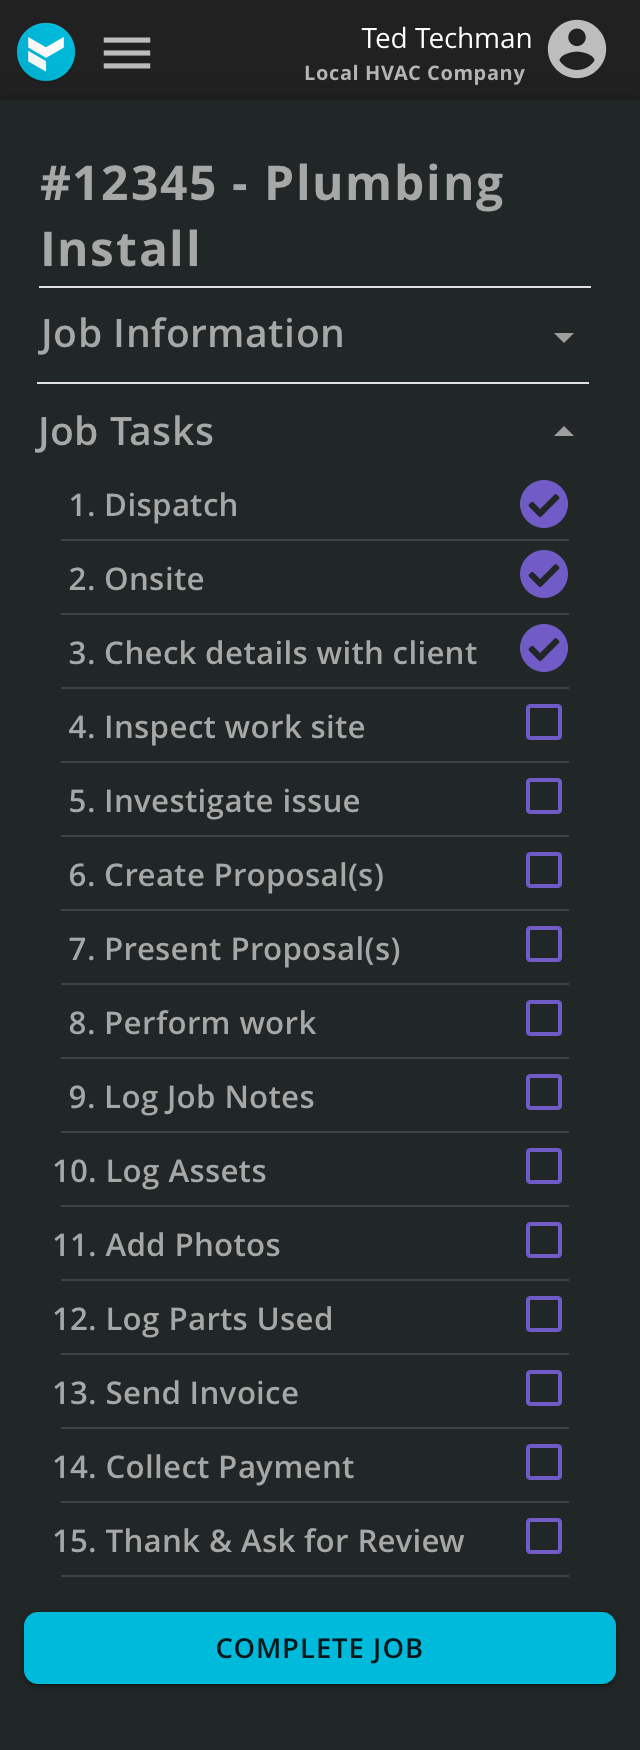 Ted Techman
Local HVAC Company
#12345 - Plumbing
Install
Job Information
Job Tasks
1. Dispatch
2. Onsite
3. Check details with client
4. Inspect work site
5. Investigate issue
6. Create Proposal(s)
7. Present Proposal(s)
8. Perform work
9. Log Job Notes
10. Log Assets
11. Add Photos
12. Log Parts Used
13. Send Invoice
14. Collect Payment
15. Thank & Ask for Review
COMPLETE JOB